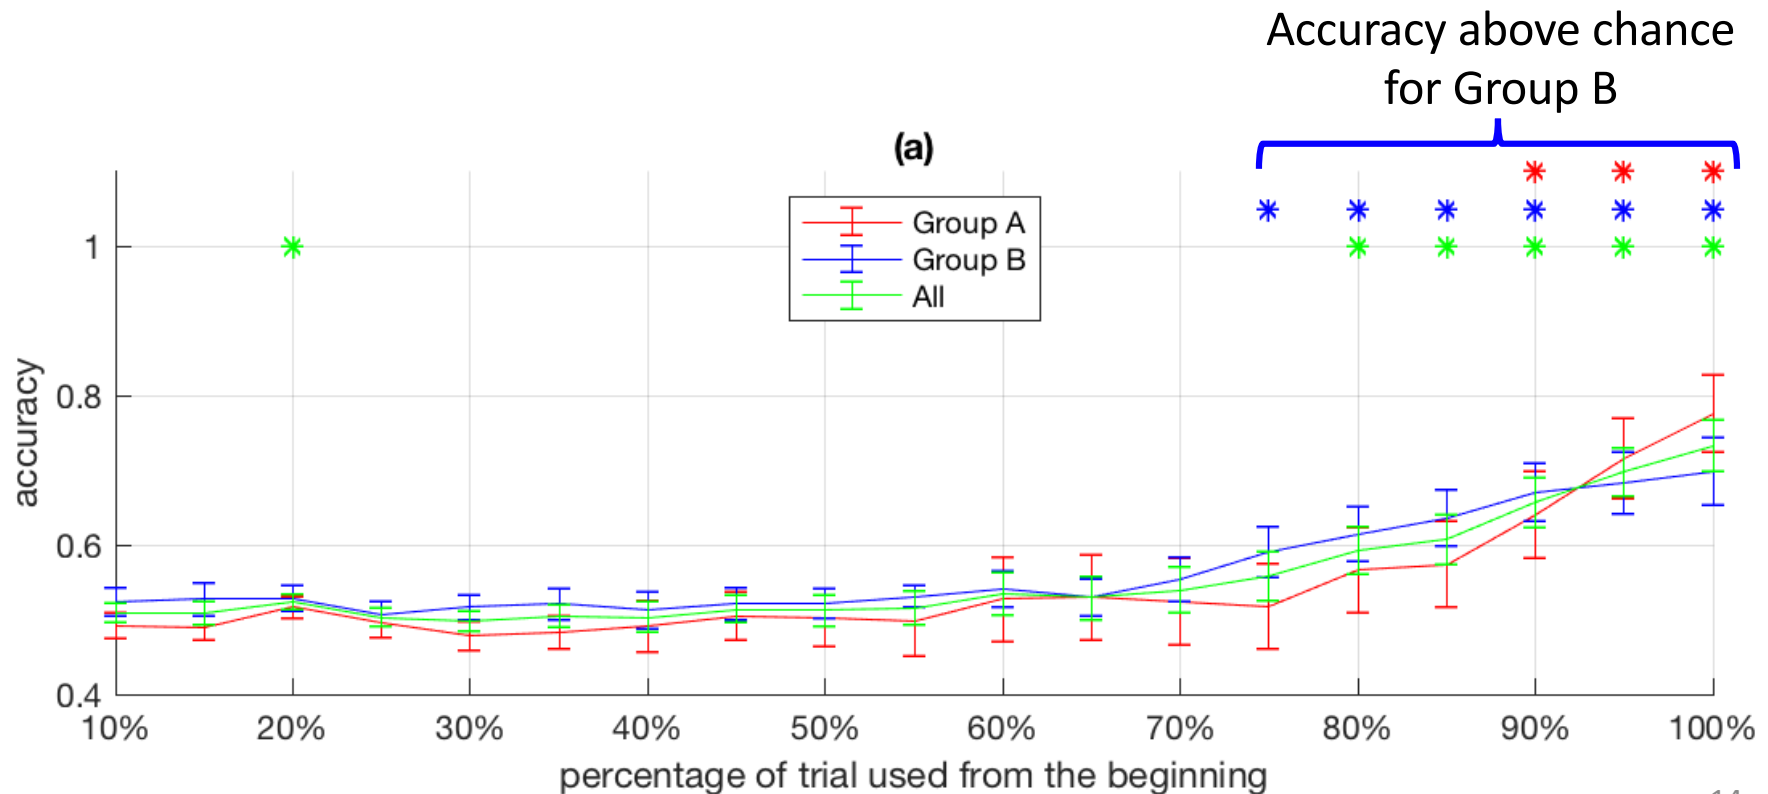 Accuracy above chance
for Group B
(a)
Group A
Group B
All
1
0.8
0.6
0.4
accuracy
10% 20% 30% 40% 50% 60% 70% 80% 90% 100%
percentage of trial used from the beginning